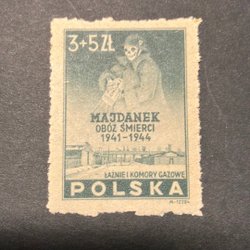 3+5 ZŁ
MAJDANEK
OBÓZ ŚMIERCI
1941-1944
ŁAŹNIE I KOMORY GAZOWE
POLSKA